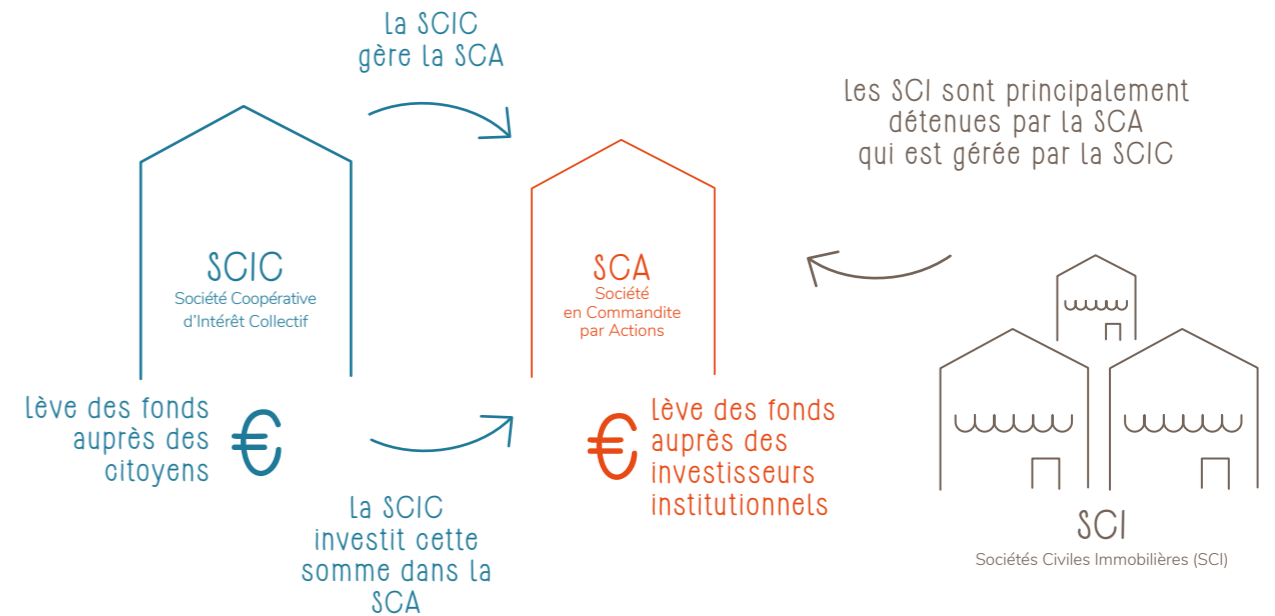 La SCIC
gère la SCA
Les SCI sont principalement
détenues par la SCA
qui est gérée par la SCIC
SCIC
Société Coopérative
d'Intérêt Collectif
SCA
Société
en Commandite
par Actions
Lève des fonds
auprès des
citoyens
€
€
Lève des fonds
auprès des
investisseurs
institutionnels
La SCIC
investit cette
somme dans la
SCA
SCI
Sociétés Civiles Immobilières (SCI)